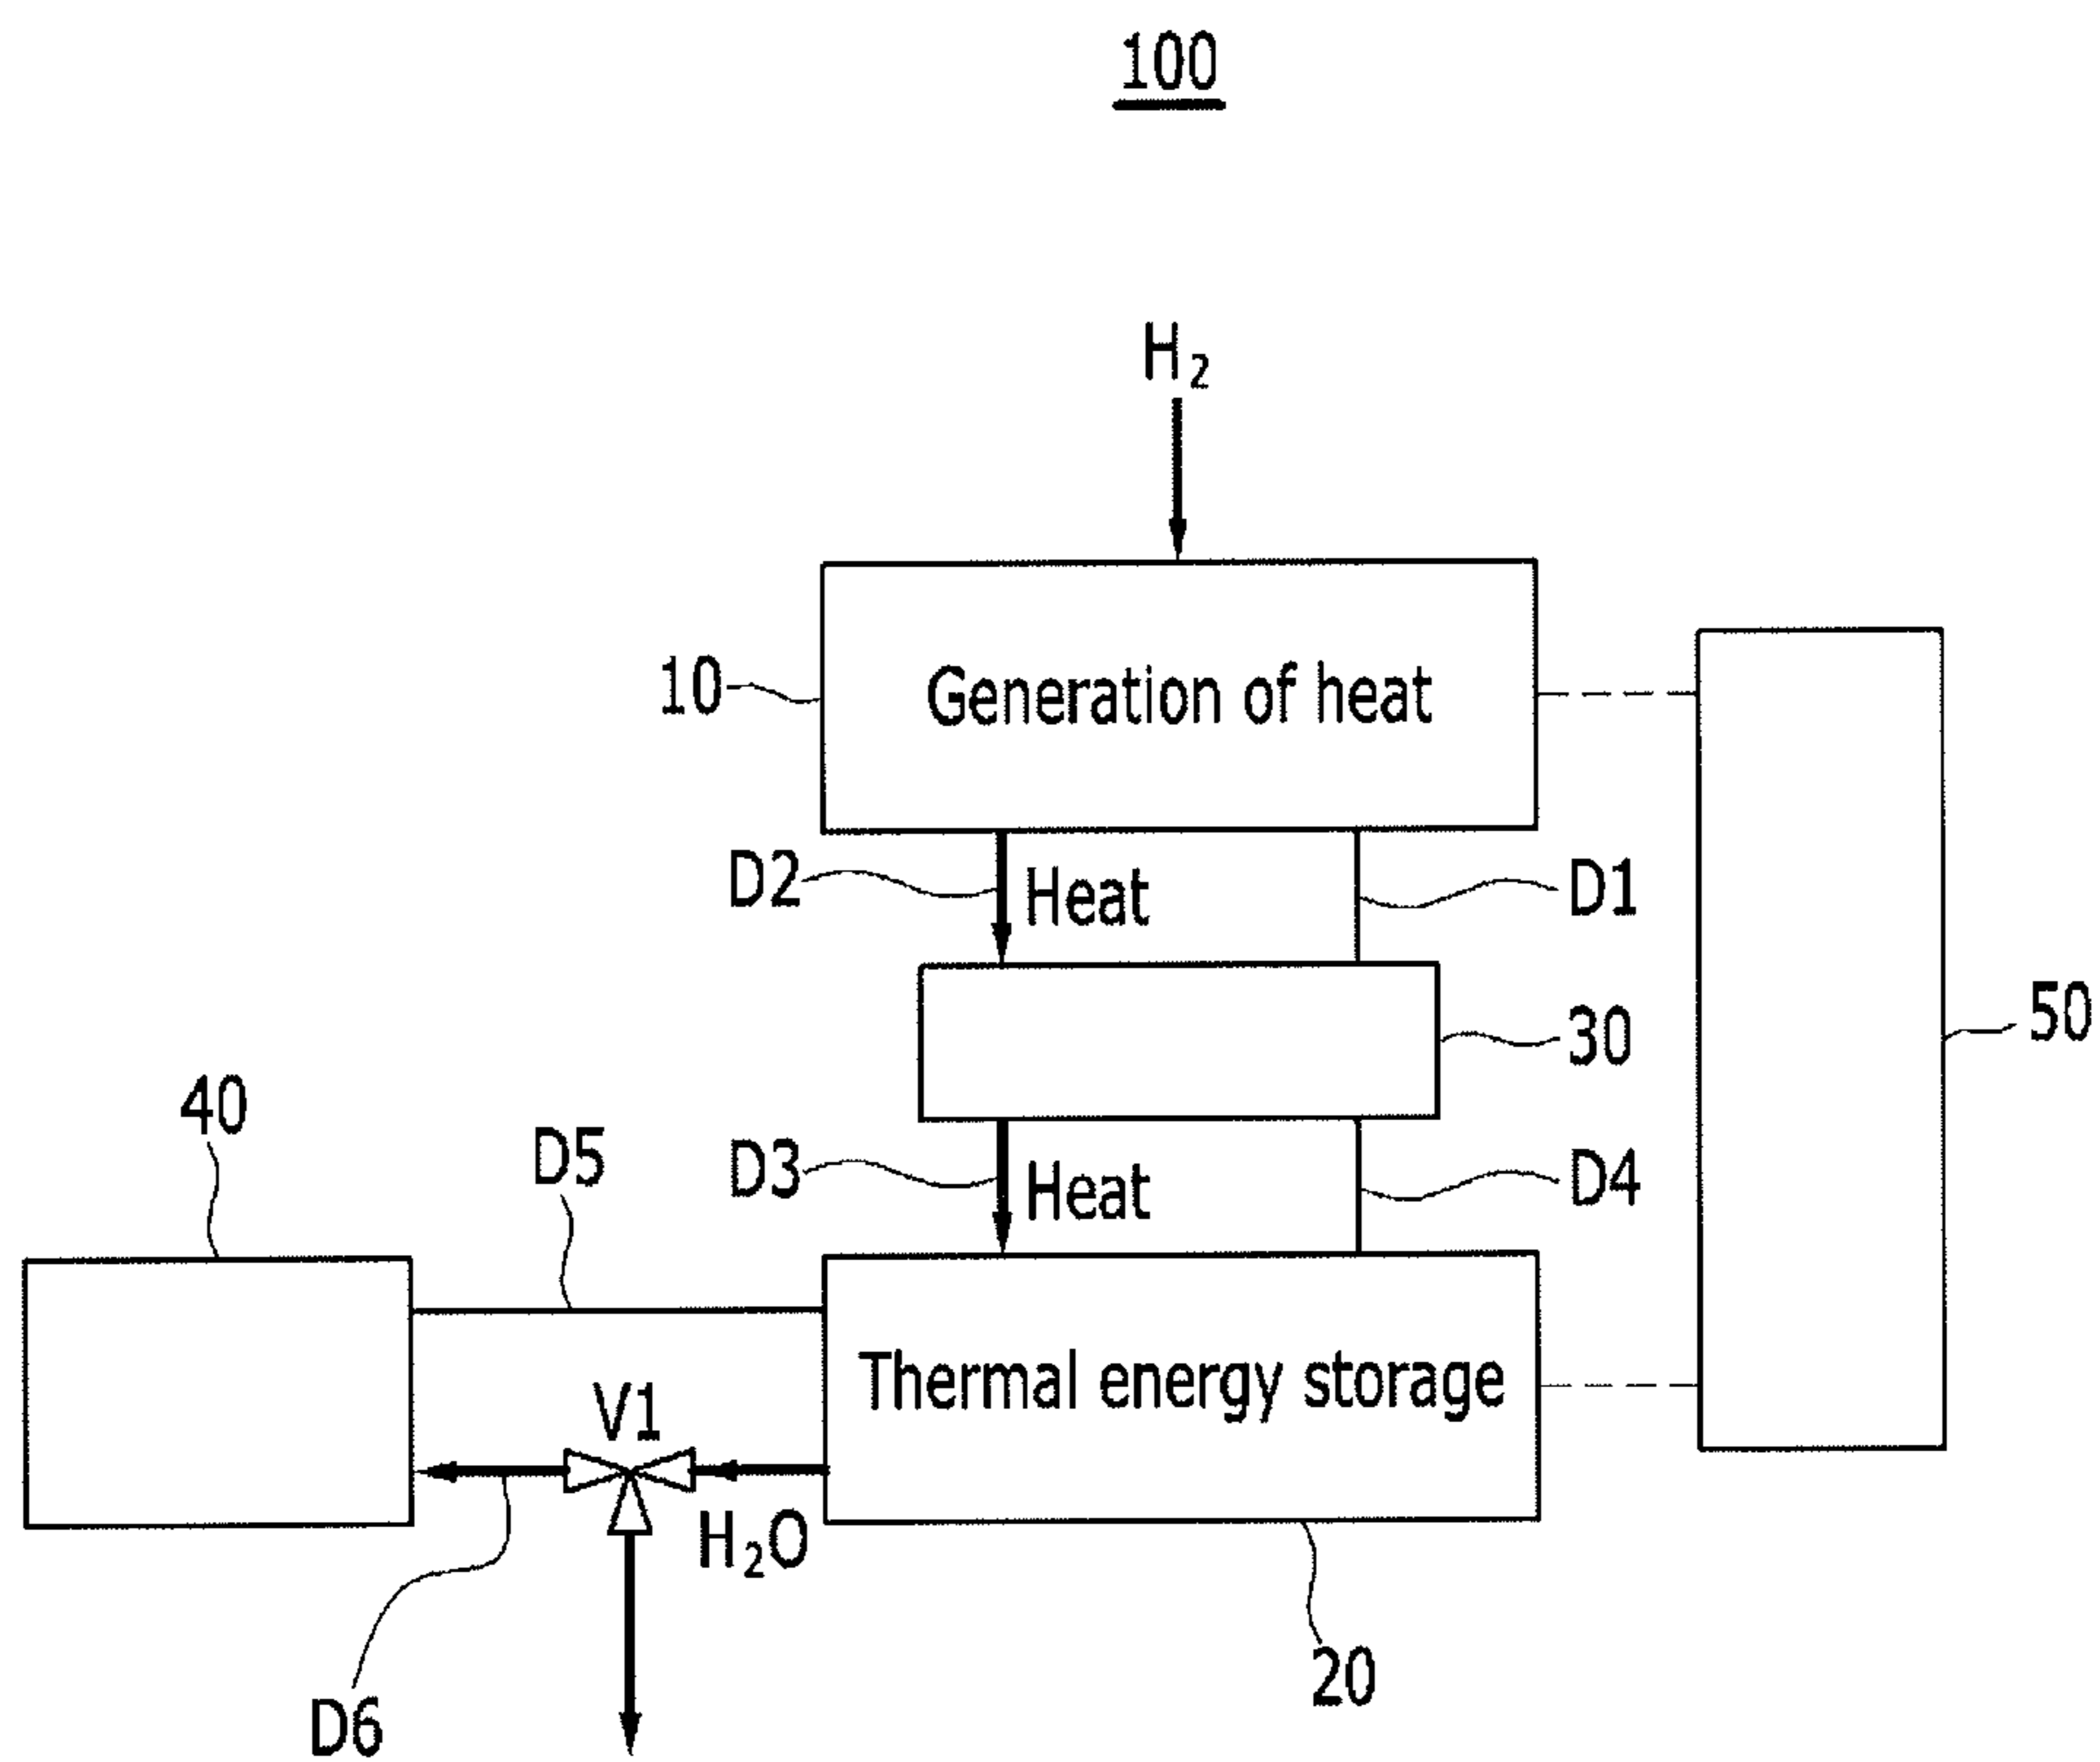 100
H₂
10
Generation of heat
D2
Heat
D1
30
50
40
D5
D3
Heat
D4
Thermal energy storage
V1
H₂O
20
D6